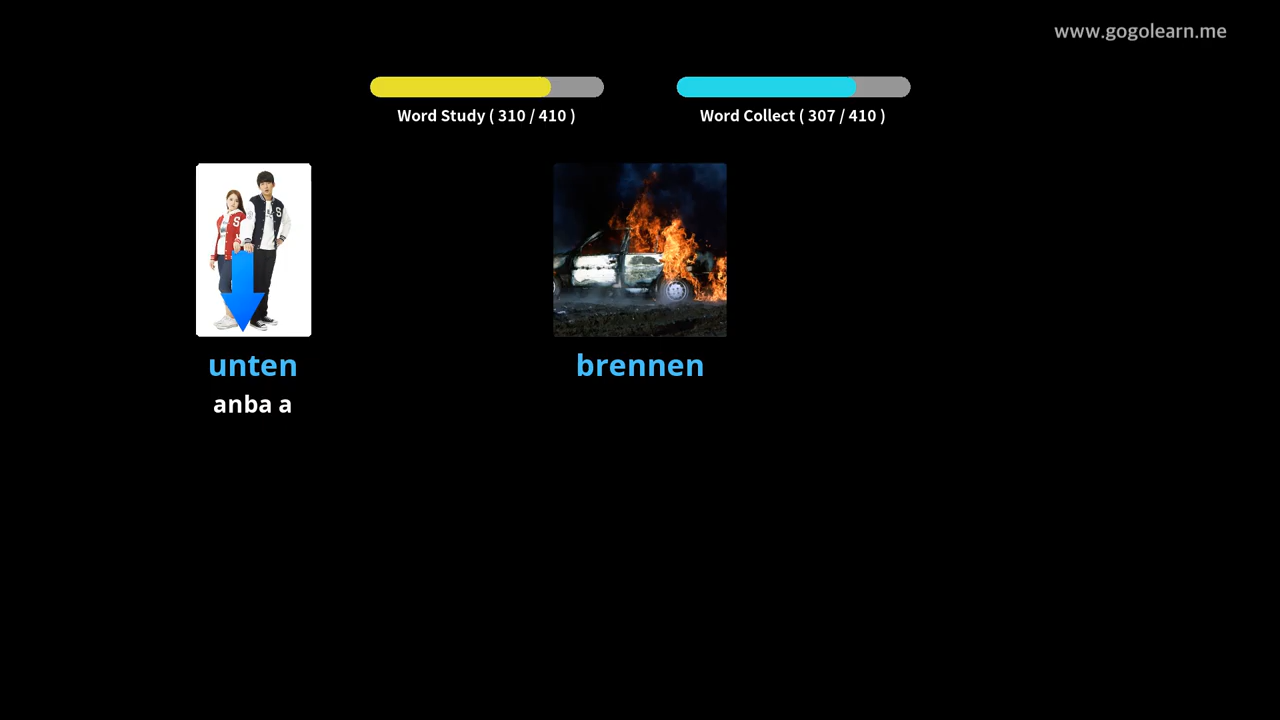 www.gogolearn.me
Word Study ( 310 / 410 )
Word Collect ( 307 / 410 )
unten
anba a
brennen